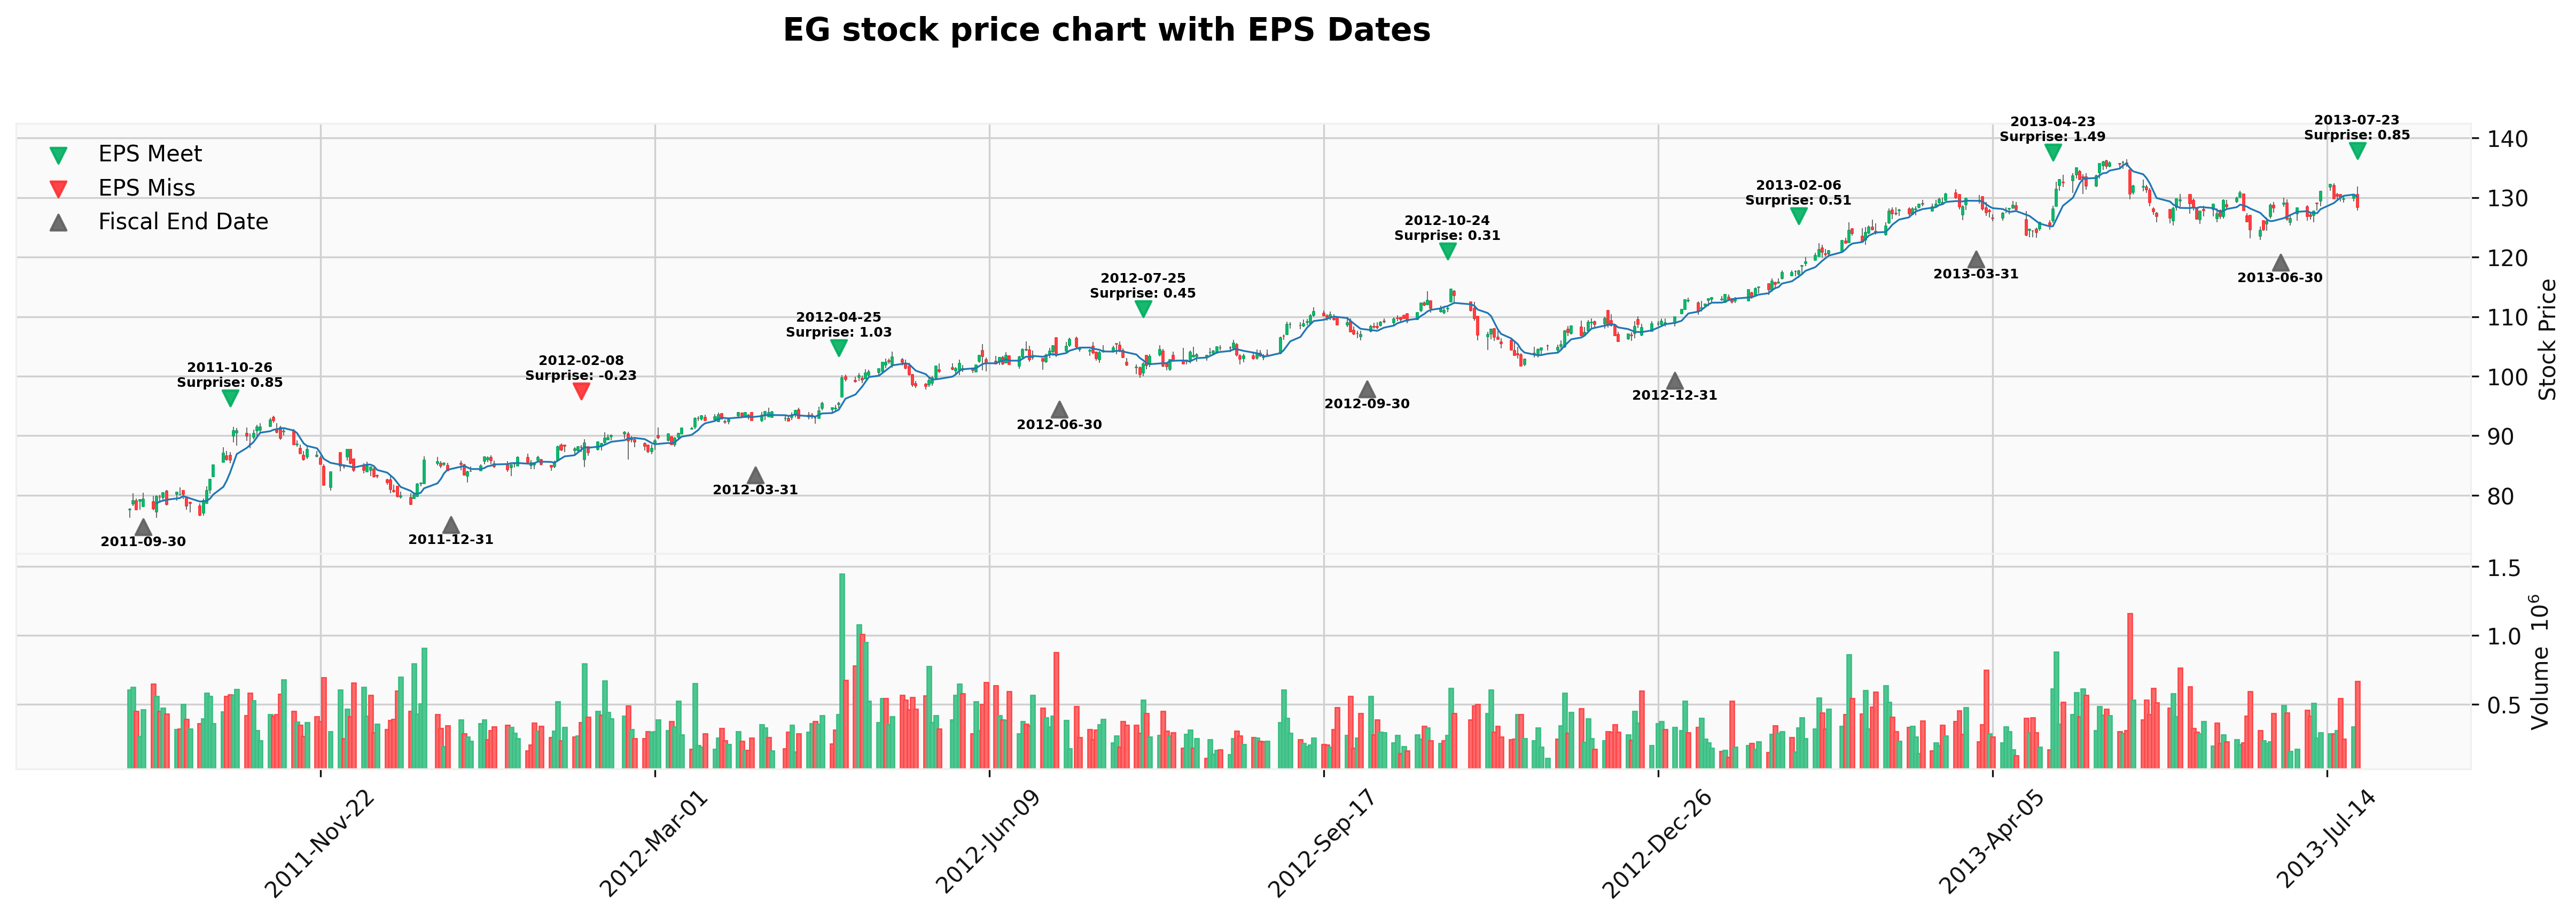 EG stock price chart with EPS Dates
EPS Meet
EPS Miss
Fiscal End Date
2011-10-26
Surprise: 0.85
2012-02-08
Surprise: -0.23
2012-04-25
Surprise: 1.03
2012-07-25
Surprise: 0.45
2012-10-24
Surprise: 0.31
2013-02-06
Surprise: 0.51
2013-04-23
Surprise: 1.49
2013-07-23
Surprise: 0.85
2011-09-30
2011-12-31
2012-03-31
2012-06-30
2012-09-30
2012-12-31
2013-03-31
2013-06-30
140
130
120
110
100
90
80
Stock Price
1.5
1.0
0.5
Volume 10^6
2011-Nov-22
2012-Mar-01
2012-Jun-09
2012-Sep-17
2012-Dec-26
2013-Apr-05
2013-Jul-14